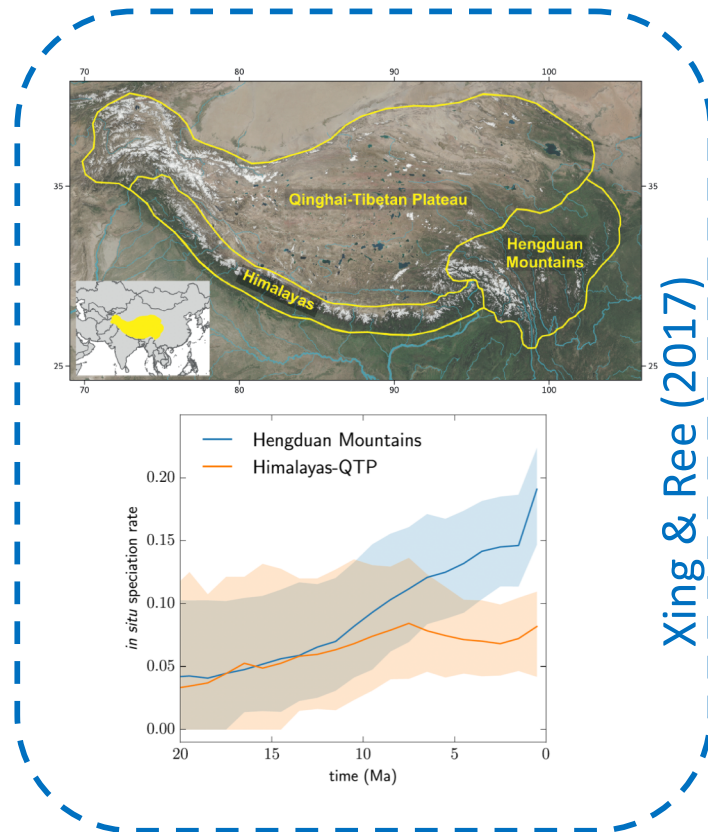 70 80 90 100
35 35
Qinghai-Tibetan Plateau
Hengduan
Mountains
Himalayas
25 25
70 80 90 100
Xing & Ree (2017)
Hengduan Mountains
Himalayas-QTP
0.20
0.15
0.10
0.05
0.00
in situ speciation rate
20 15 10 5 0
time (Ma)